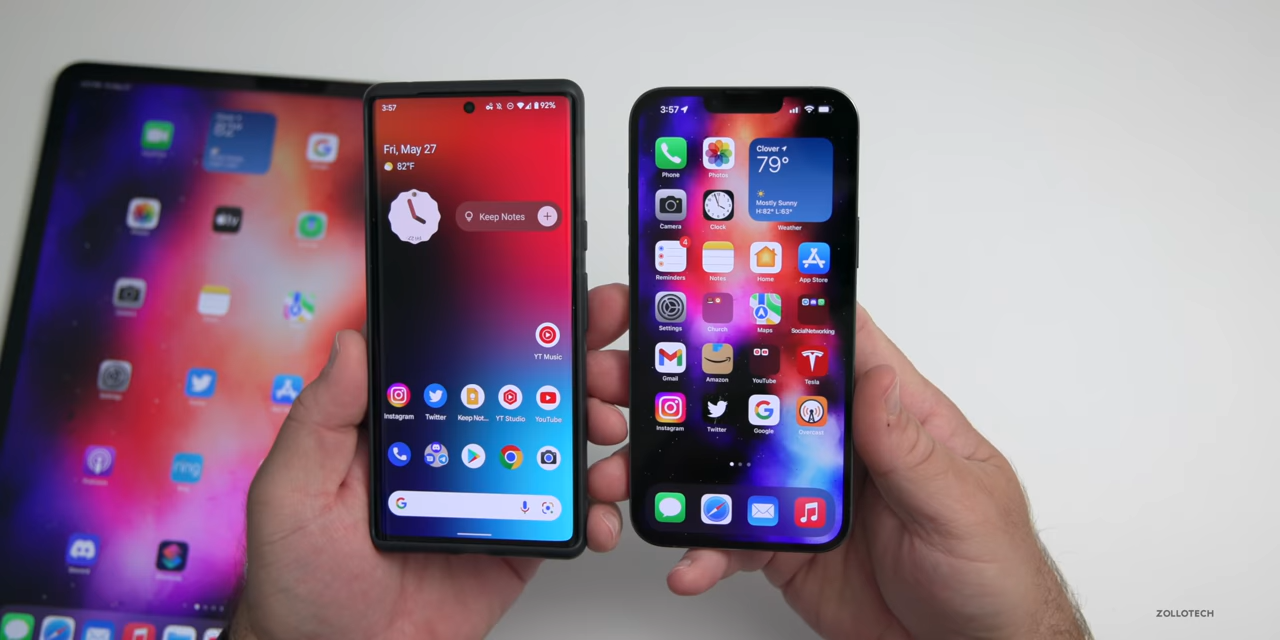 3:57
92%
Fri, May 27
82°F
Keep Notes
YT Music
Instagram
Twitter
Keep Not...
YT Studio
YouTube
3:57
Phone
Photos
Clover
79°
Mostly Sunny
H:82° L:63°
Camera
Clock
Weather
4
Reminders
Notes
Home
App Store
Settings
Church
Maps
SocialNetworking
Gmail
Amazon
YouTube
Tesla
Instagram
Twitter
Google
Overcast
ring
ZOLLOTECH